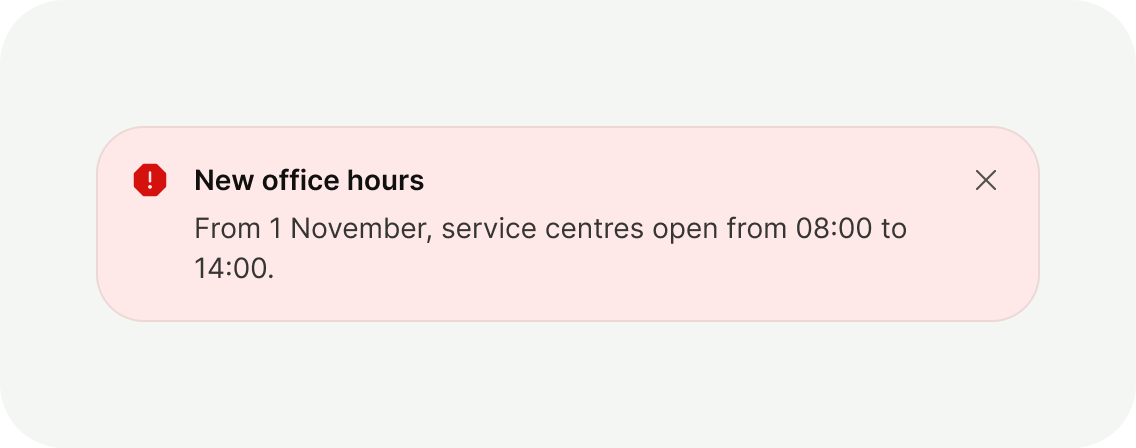 New office hours
From 1 November, service centres open from 08:00 to
14:00.